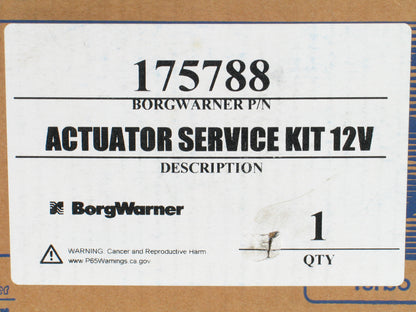 175788
BORGWARNER P/N
ACTUATOR SERVICE KIT 12V
DESCRIPTION
BorgWarner
WARNING: Cancer and Reproductive Harm
www.P65Warnings.ca.gov
1
QTY